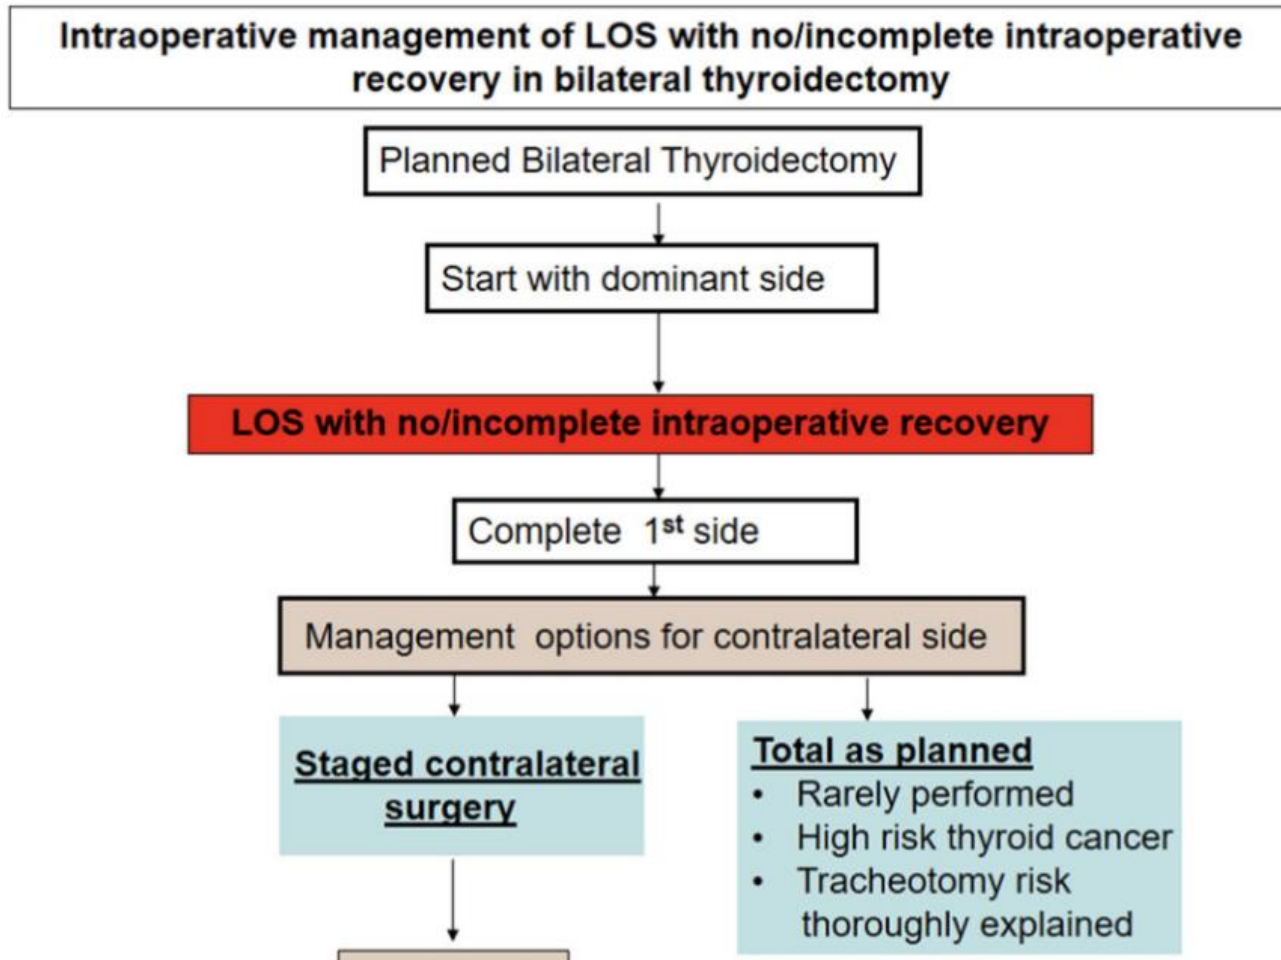 Intraoperative management of LOS with no/incomplete intraoperative
recovery in bilateral thyroidectomy
Planned Bilateral Thyroidectomy
Start with dominant side
LOS with no/incomplete intraoperative recovery
Complete 1st side
Management options for contralateral side
Staged contralateral
surgery
Total as planned
• Rarely performed
• High risk thyroid cancer
• Tracheotomy risk
thoroughly explained